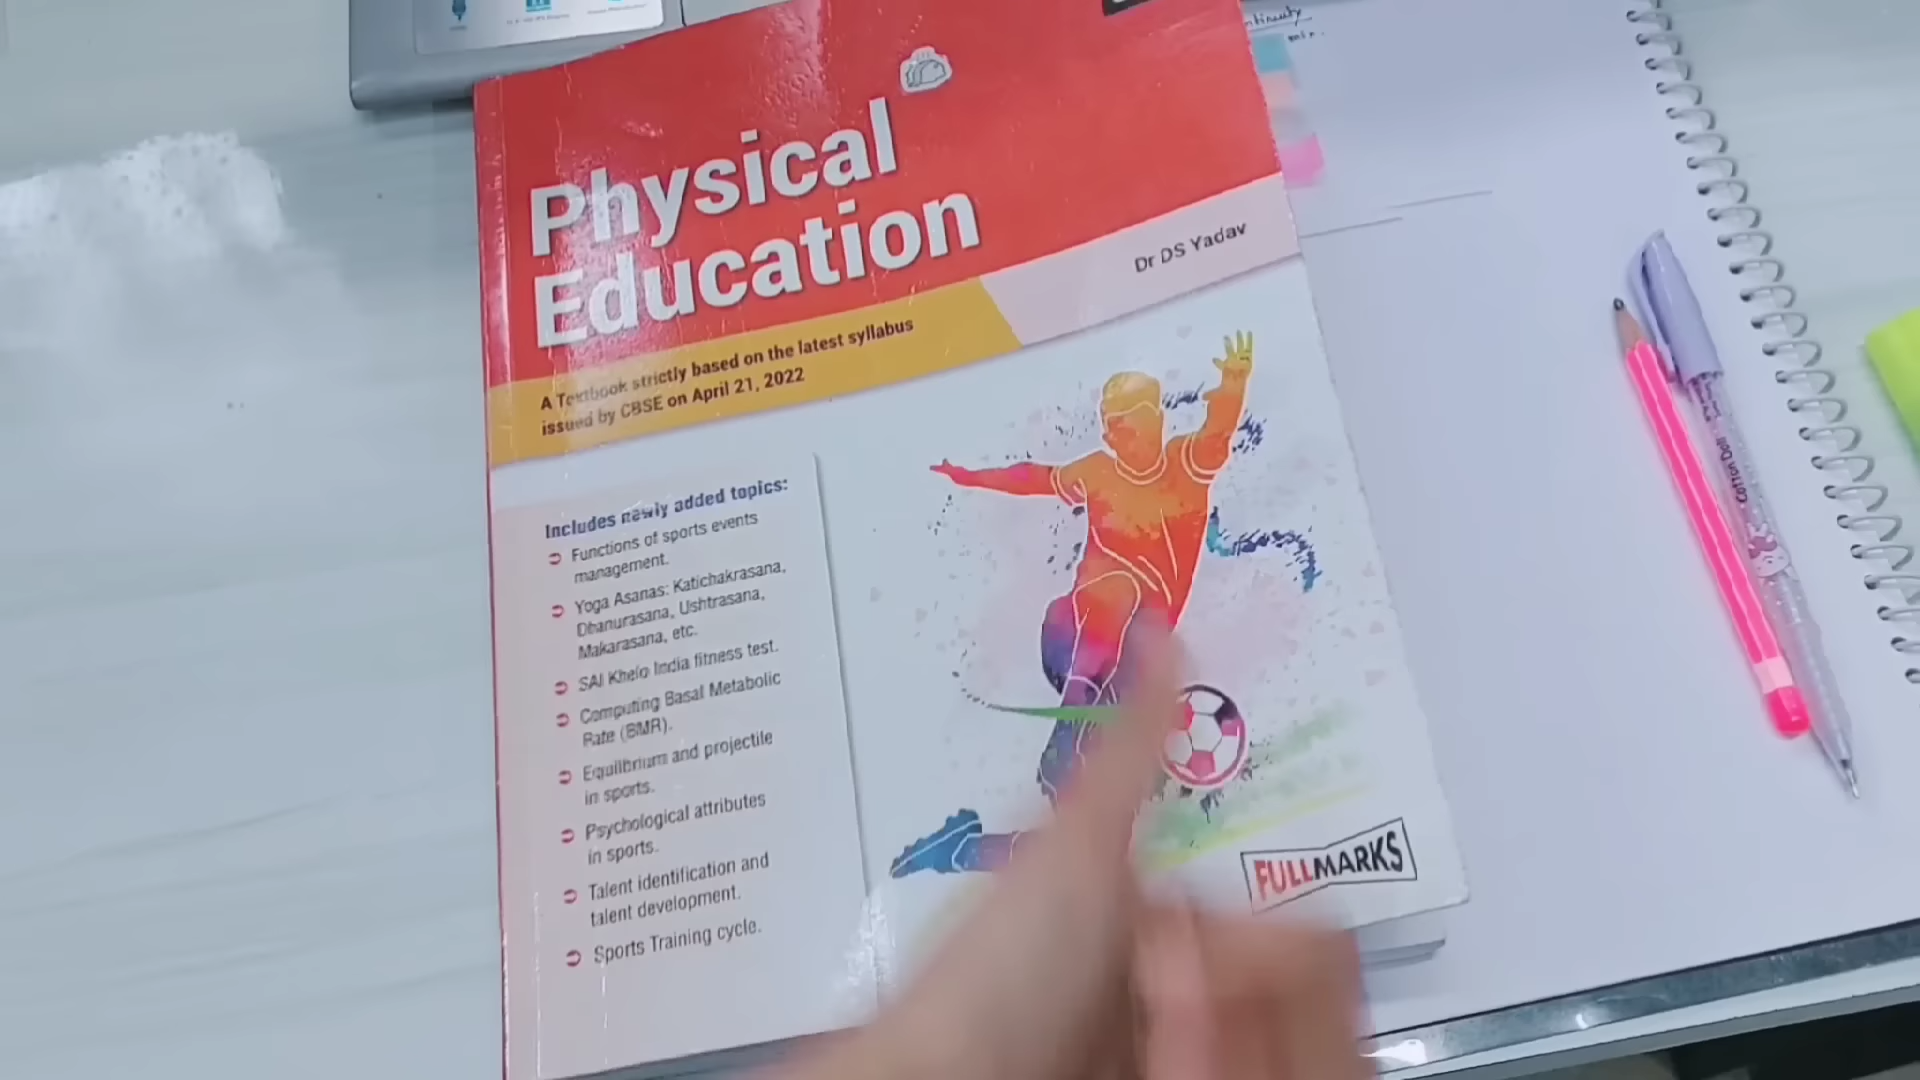 Physical
Education
Dr DS Yadav
A Textbook strictly based on the latest syllabus
issued by CBSE on April 21, 2022
Includes newly added topics:
Functions of sports events
management.
Yoga Asanas: Katichakrasana,
Dhanurasana, Ushtrasana,
Makarasana, etc.
SAI Khelo India fitness test.
Computing Basal Metabolic
Rate (BMR).
Equilibrium and projectile
in sports.
Psychological attributes
in sports.
Talent identification and
talent development.
Sports Training cycle.
FULLMARKS
Cotton Doll